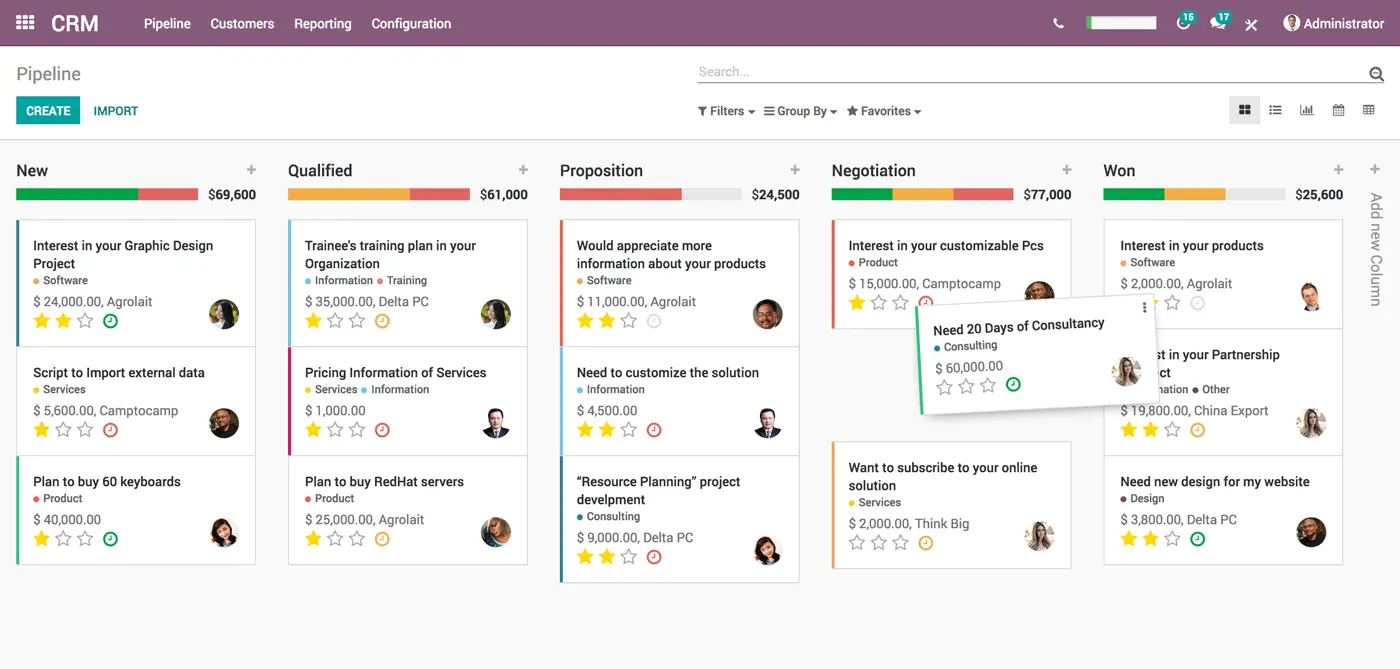 CRM
Pipeline
Customers
Reporting
Configuration
15
17
Administrator
Pipeline
Search...
CREATE
IMPORT
Filters
Group By
Favorites
New
$69,600
Interest in your Graphic Design
Project
Software
$ 24,000.00, Agrolait
Script to Import external data
Services
$ 5,600.00, Camptocamp
Plan to buy 60 keyboards
Product
$ 40,000.00
Qualified
$61,000
Trainee's training plan in your
Organization
Information Training
$ 35,000.00, Delta PC
Pricing Information of Services
Services Information
$ 1,000.00
Plan to buy RedHat servers
Product
$ 25,000.00, Agrolait
Proposition
$24,500
Would appreciate more
information about your products
Software
$ 11,000.00, Agrolait
Need to customize the solution
Information
$ 4,500.00
“Resource Planning” project
develpment
Consulting
$ 9,000.00, Delta PC
Negotiation
$77,000
Interest in your customizable Pcs
Product
$ 15,000.00, Camptocamp
Need 20 Days of Consultancy
Consulting
$ 60,000.00
Want to subscribe to your online
solution
Services
$ 2,000.00, Think Big
Won
$25,600
Interest in your products
Software
$ 2,000.00, Agrolait
in your Partnership
Other
$ 19,800.00, China Export
Need new design for my website
Design
$ 3,800.00, Delta PC
Add new Column